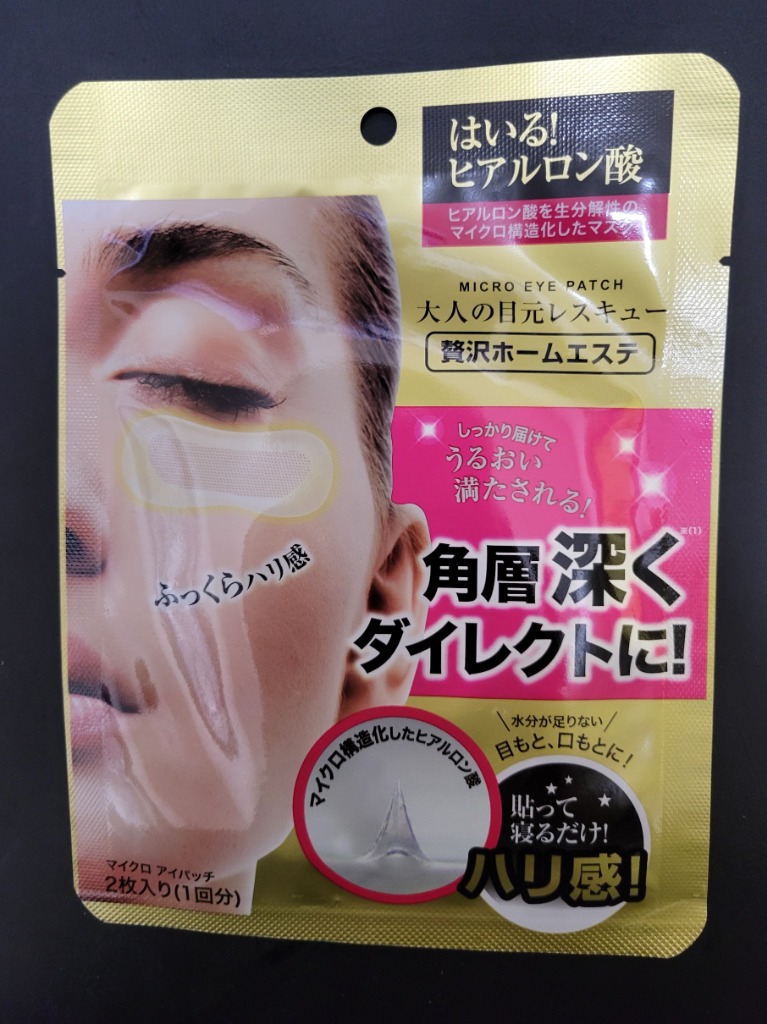 はいる!
ヒアルロン酸
ヒアルロン酸を生分解性の
マイクロ構造化したマスク
MICRO EYE PATCH
大人の目元レスキュー
贅沢ホームエステ
しっかり届けて
うるおい
満たされる!
※(1)
角層深く
ダイレクトに!
ふっくらハリ感
マイクロ構造化したヒアルロン酸
水分が足りない
目もと、口もとに!
貼って
寝るだけ!
ハリ感!
マイクロ アイパッチ
2枚入り(1回分)